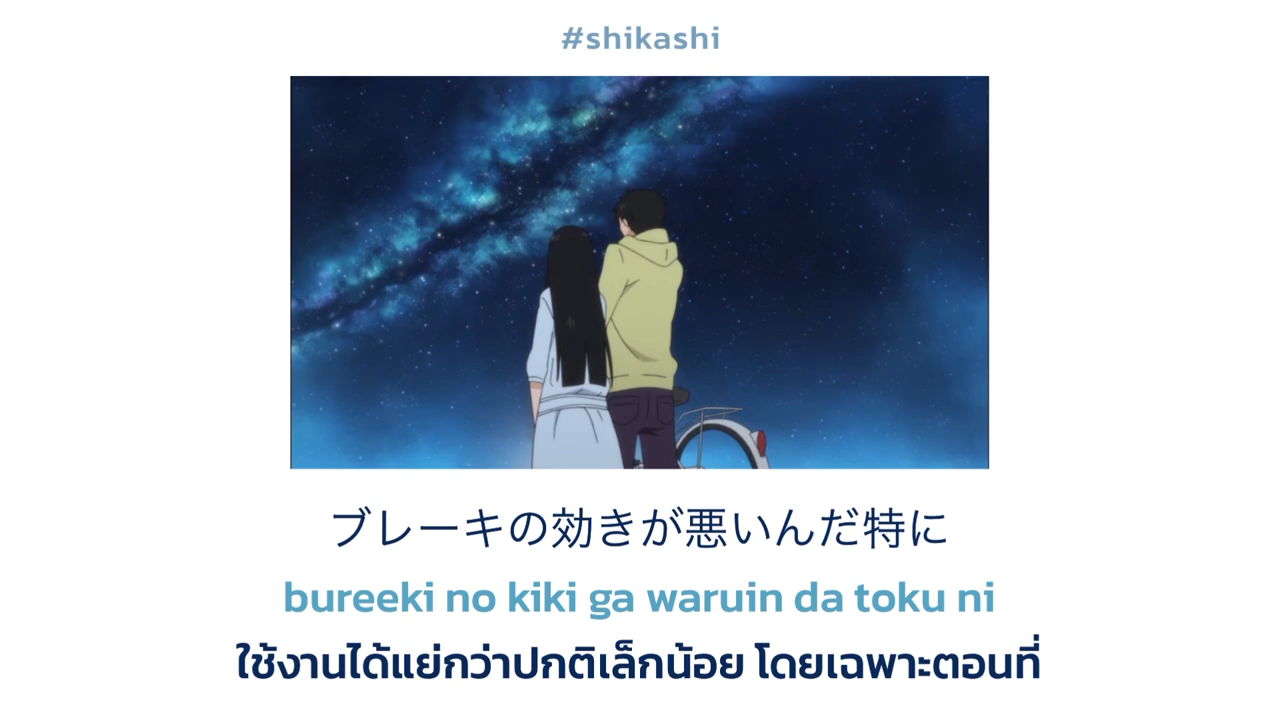 #shikashi
ブレーキの効きが悪いんだ特に
bureeki no kiki ga waruin da toku ni
ใช้งานได้แย่กว่าปกติเล็กน้อย โดยเฉพาะตอนที่